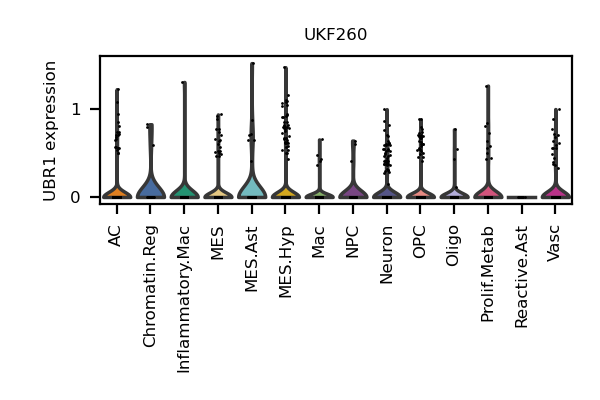 UKF260
UBR1 expression
1
0
AC
Chromatin.Reg
Inflammatory.Mac
MES
MES.Ast
MES.Hyp
Mac
NPC
Neuron
OPC
Oligo
Prolif.Metab
Reactive.Ast
Vasc